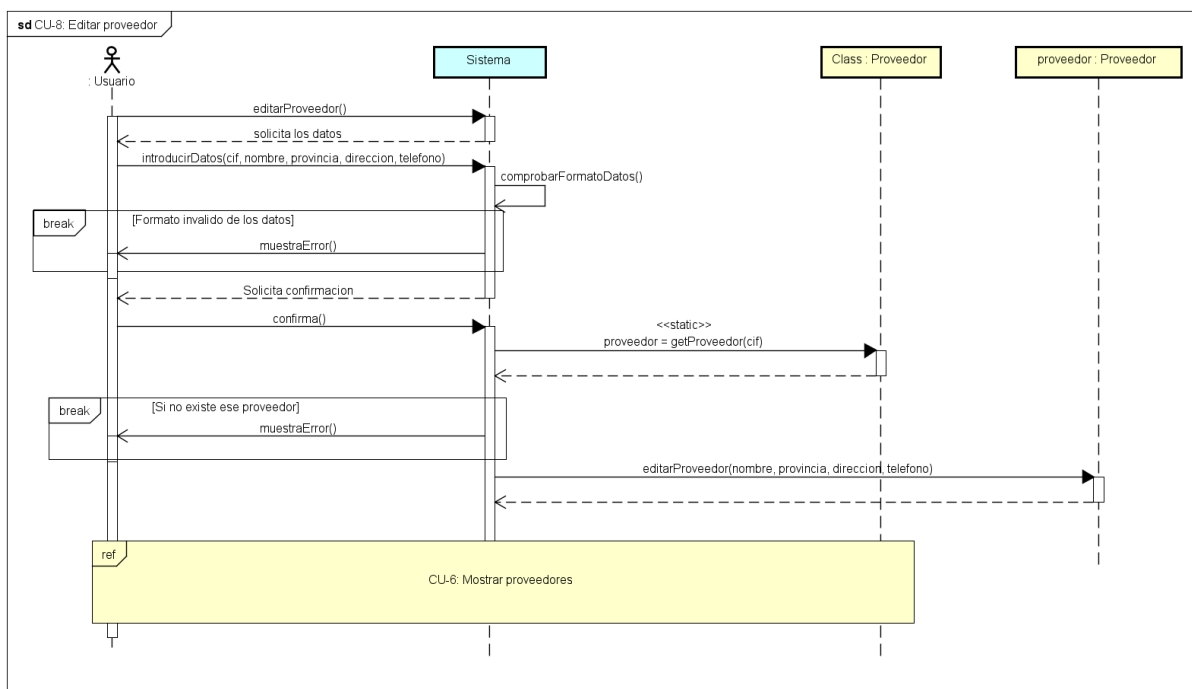 sd CU-8: Editar proveedor
: Usuario
Sistema
Class : Proveedor
proveedor : Proveedor
editarProveedor()
solicita los datos
introducirDatos(cif, nombre, provincia, direccion, telefono)
comprobarFormatoDatos()
break
[Formato invalido de los datos]
muestraError()
Solicita confirmacion
confirma()
<<static>>
proveedor = getProveedor(cif)
break
[Si no existe ese proveedor]
muestraError()
editarProveedor(nombre, provincia, direccion, telefono)
ref
CU-6: Mostrar proveedores